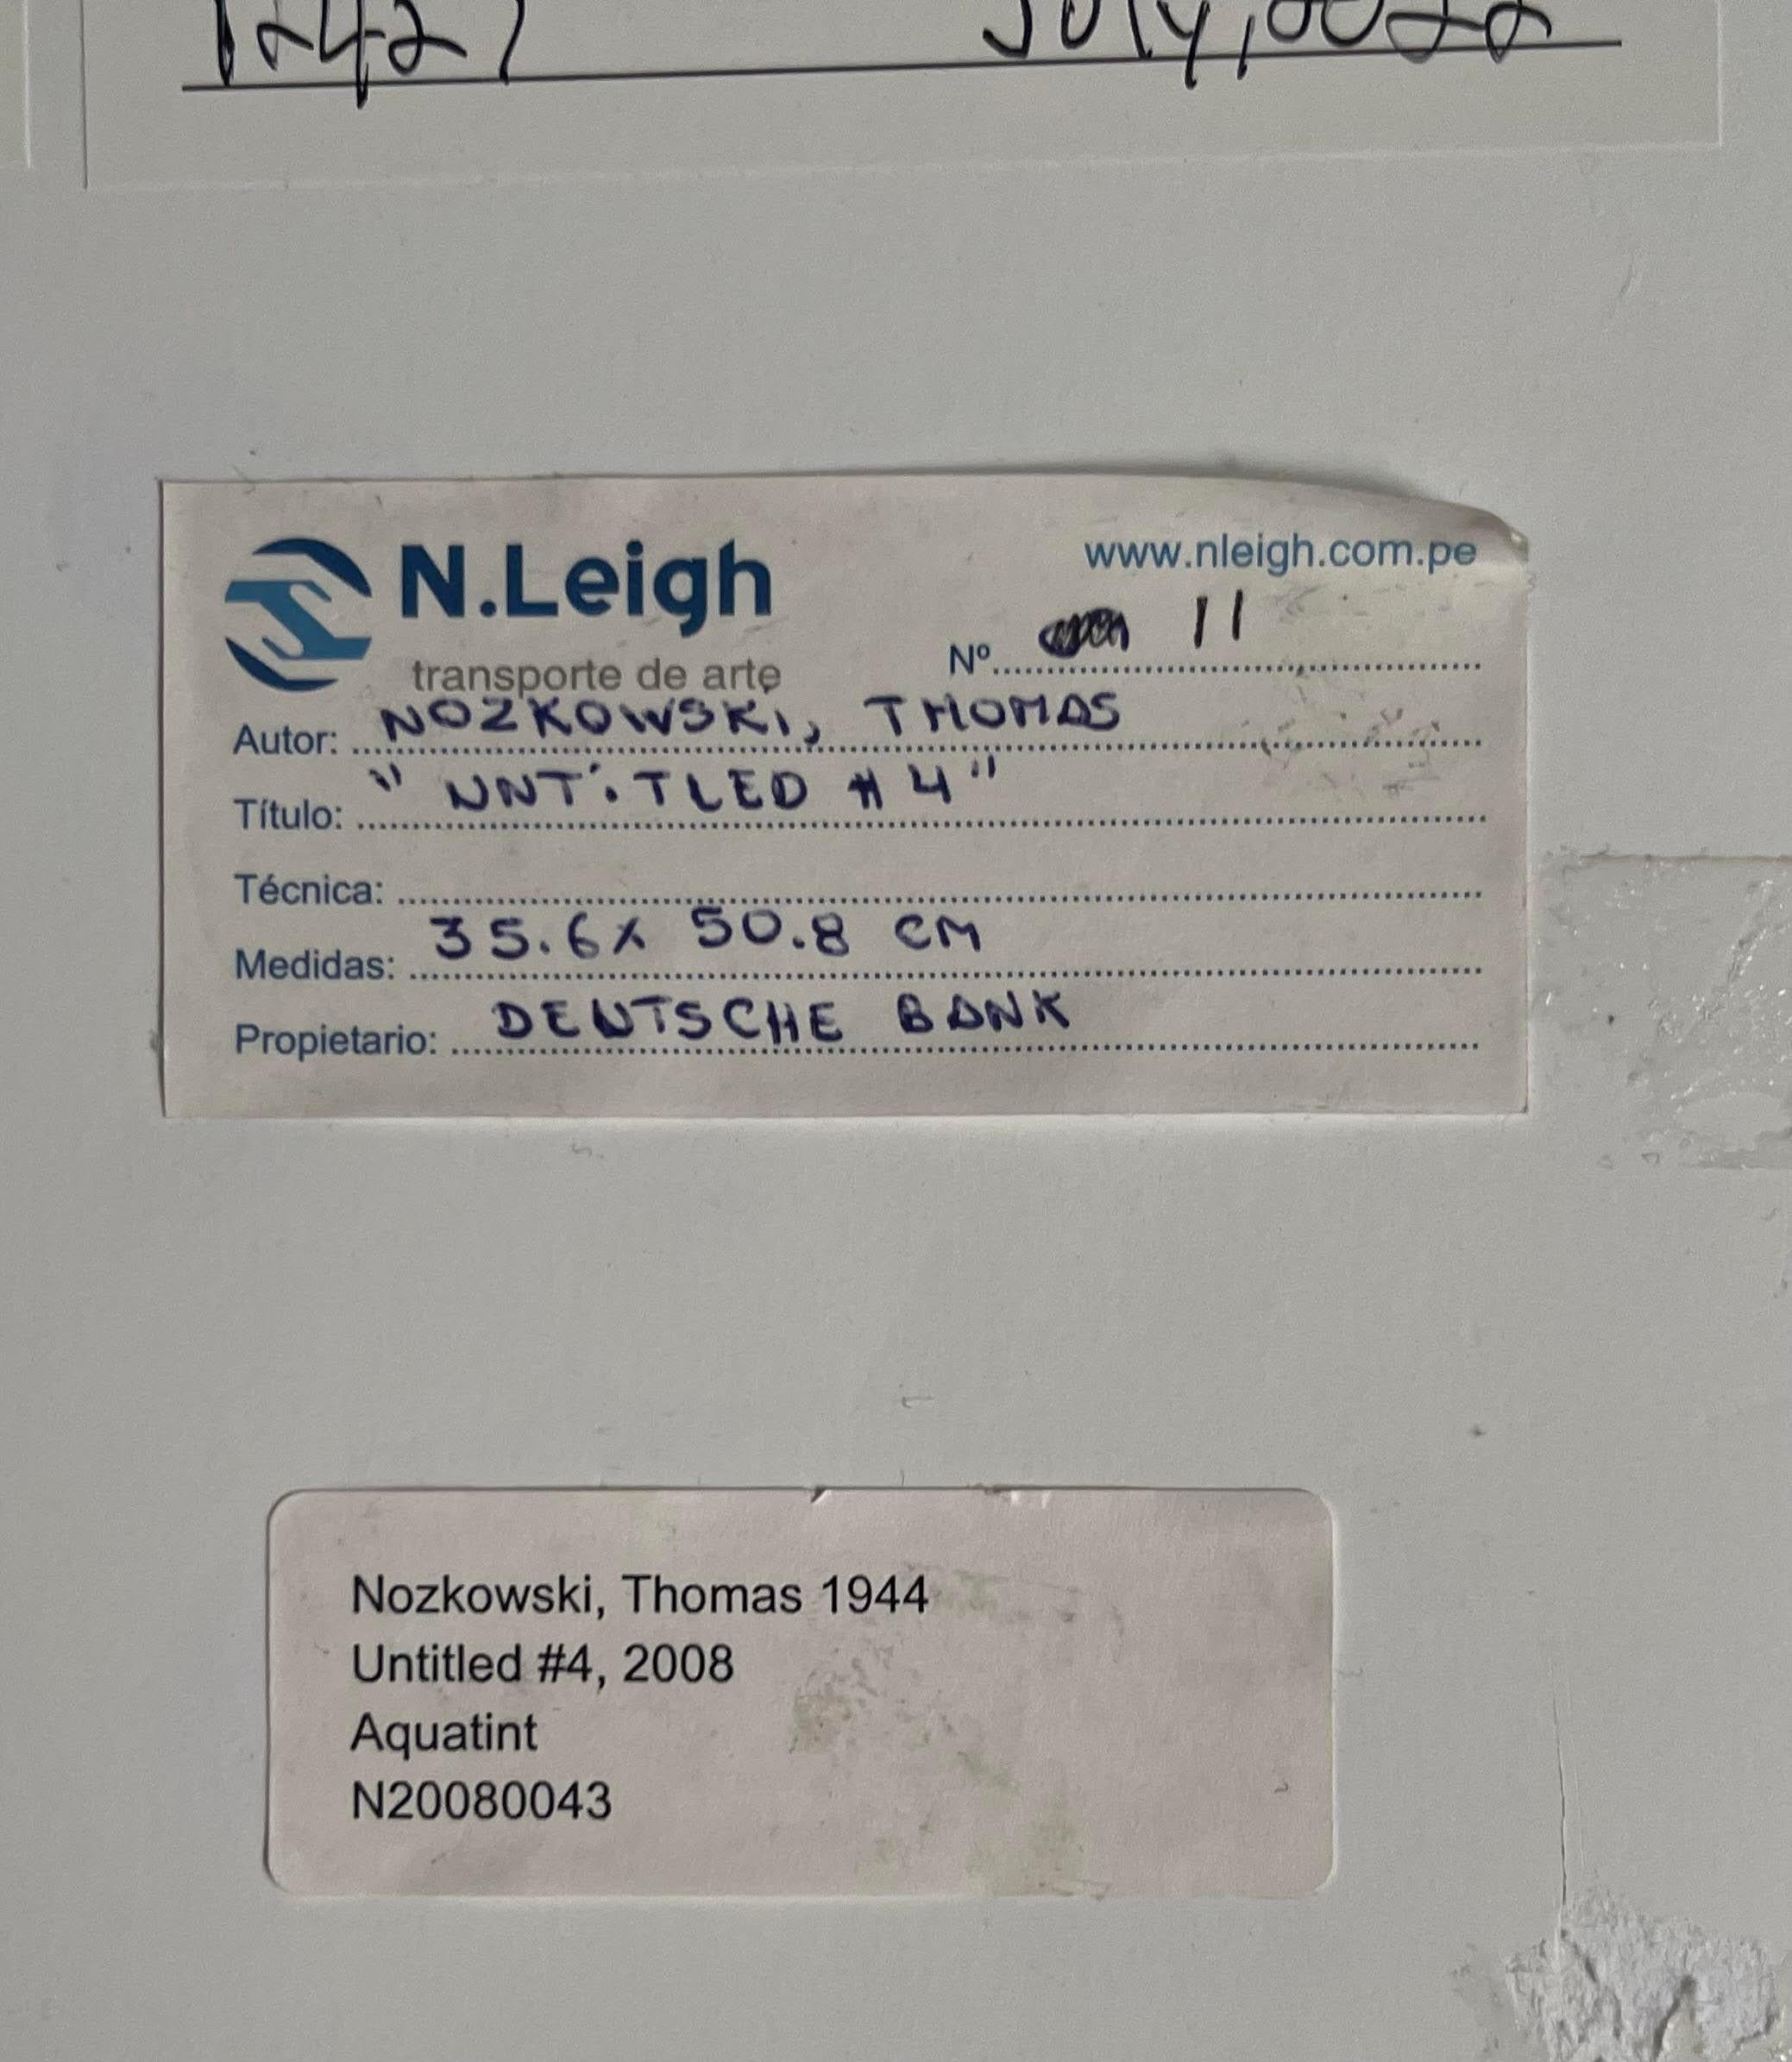 N.Leigh
www.nleigh.com.pe
transporte de arte
Nº 11
Autor: NOZKOWSKI, THOMAS
Título: "UNTITLED #4"
Técnica:
Medidas: 35.6 x 50.8 CM
Propietario: DEUTSCHE BANK
Nozkowski, Thomas 1944
Untitled #4, 2008
Aquatint
N20080043